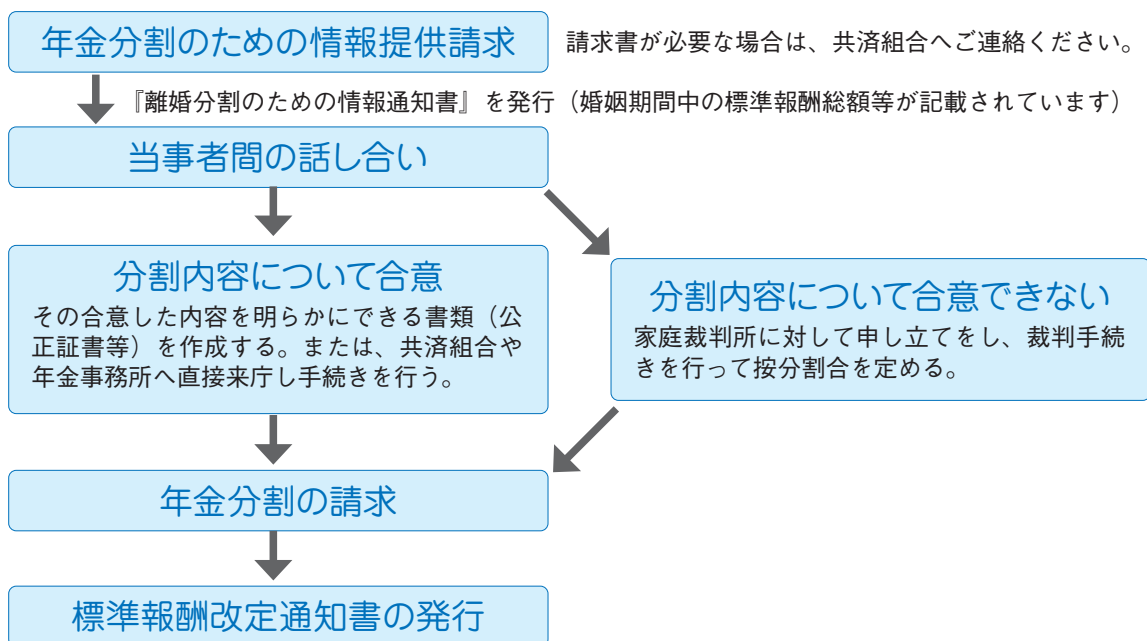 年金分割のための情報提供請求
請求書が必要な場合は、共済組合へご連絡ください。
『離婚分割のための情報通知書』を発行（婚姻期間中の標準報酬総額等が記載されています）
当事者間の話し合い
分割内容について合意
その合意した内容を明らかにできる書類（公
正証書等）を作成する。または、共済組合や
年金事務所へ直接来庁し手続きを行う。
分割内容について合意できない
家庭裁判所に対して申し立てをし、裁判手続
きを行って按分割合を定める。
年金分割の請求
標準報酬改定通知書の発行